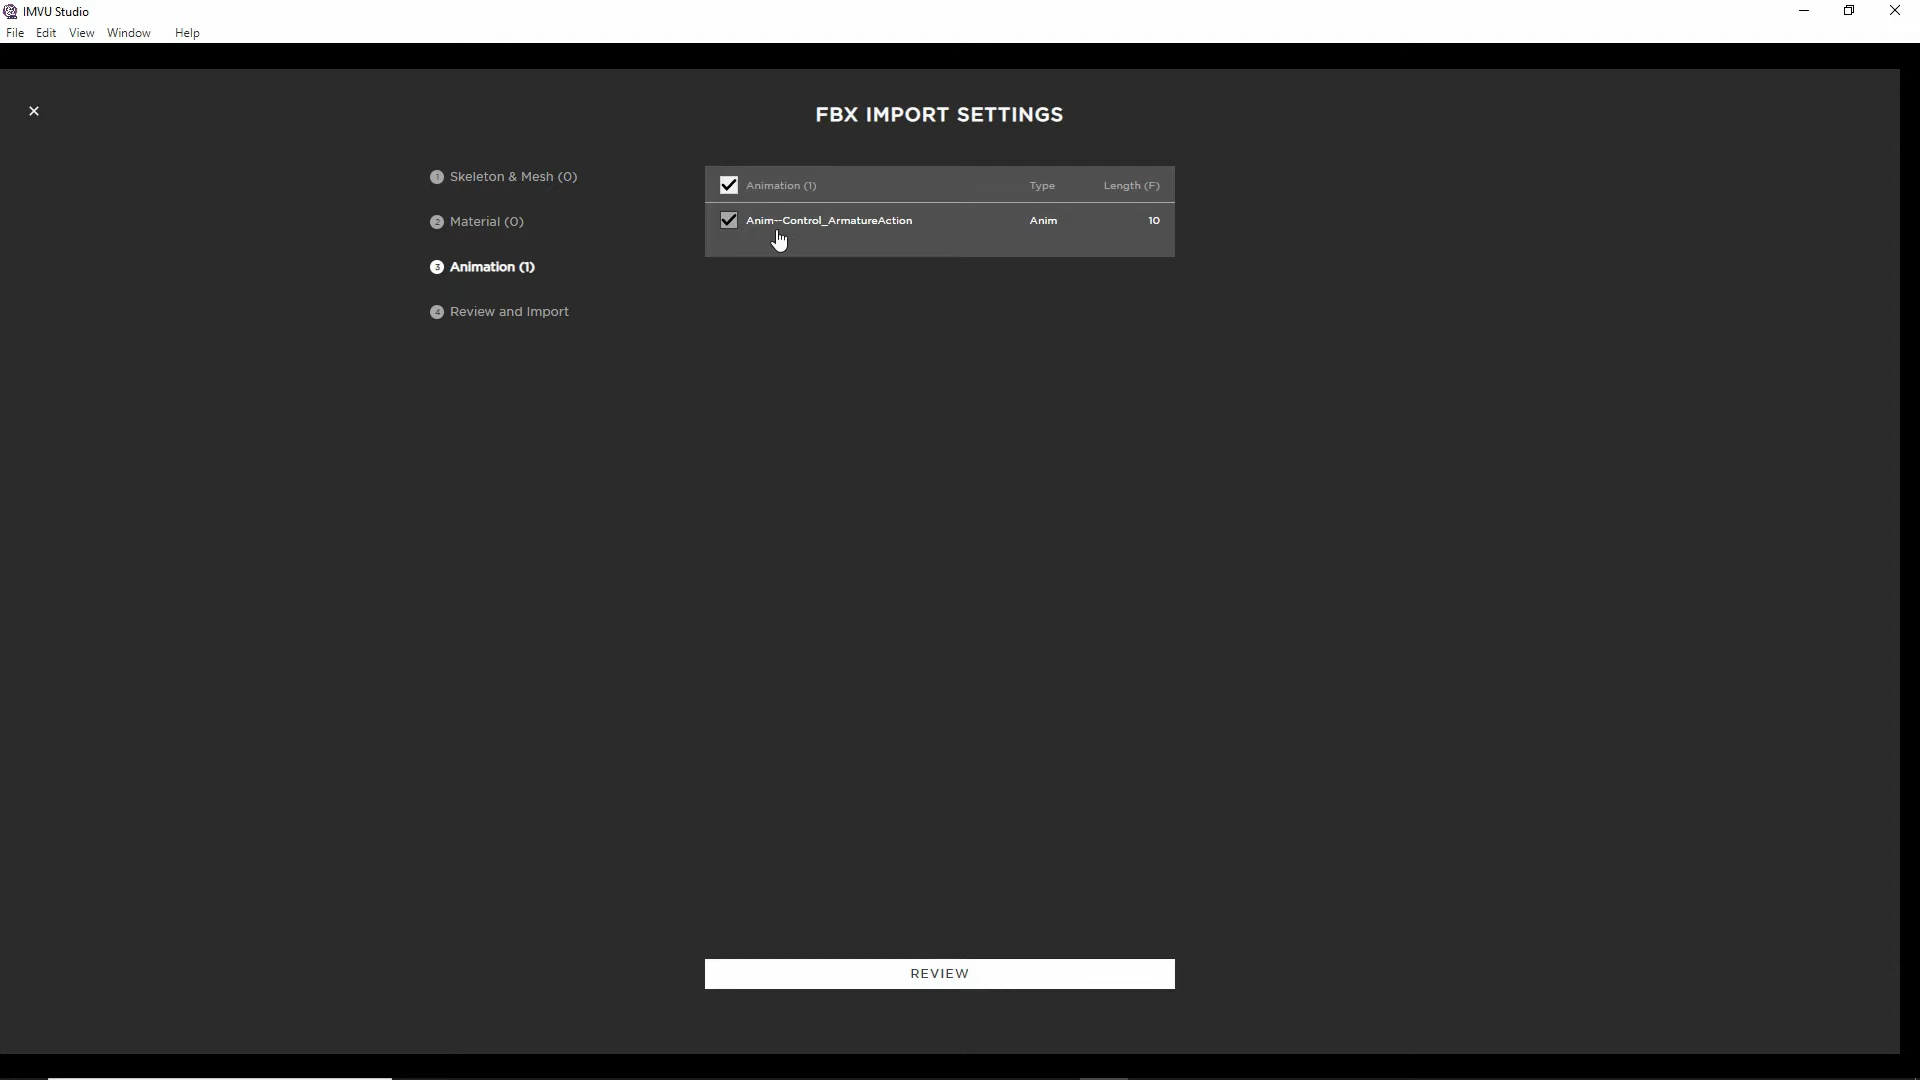 IMVU Studio
File Edit View Window Help
FBX IMPORT SETTINGS
1 Skeleton & Mesh (0)
2 Material (0)
3 Animation (1)
4 Review and Import
Animation (1) Type Length (F)
Anim--Control_ArmatureAction Anim 10
REVIEW